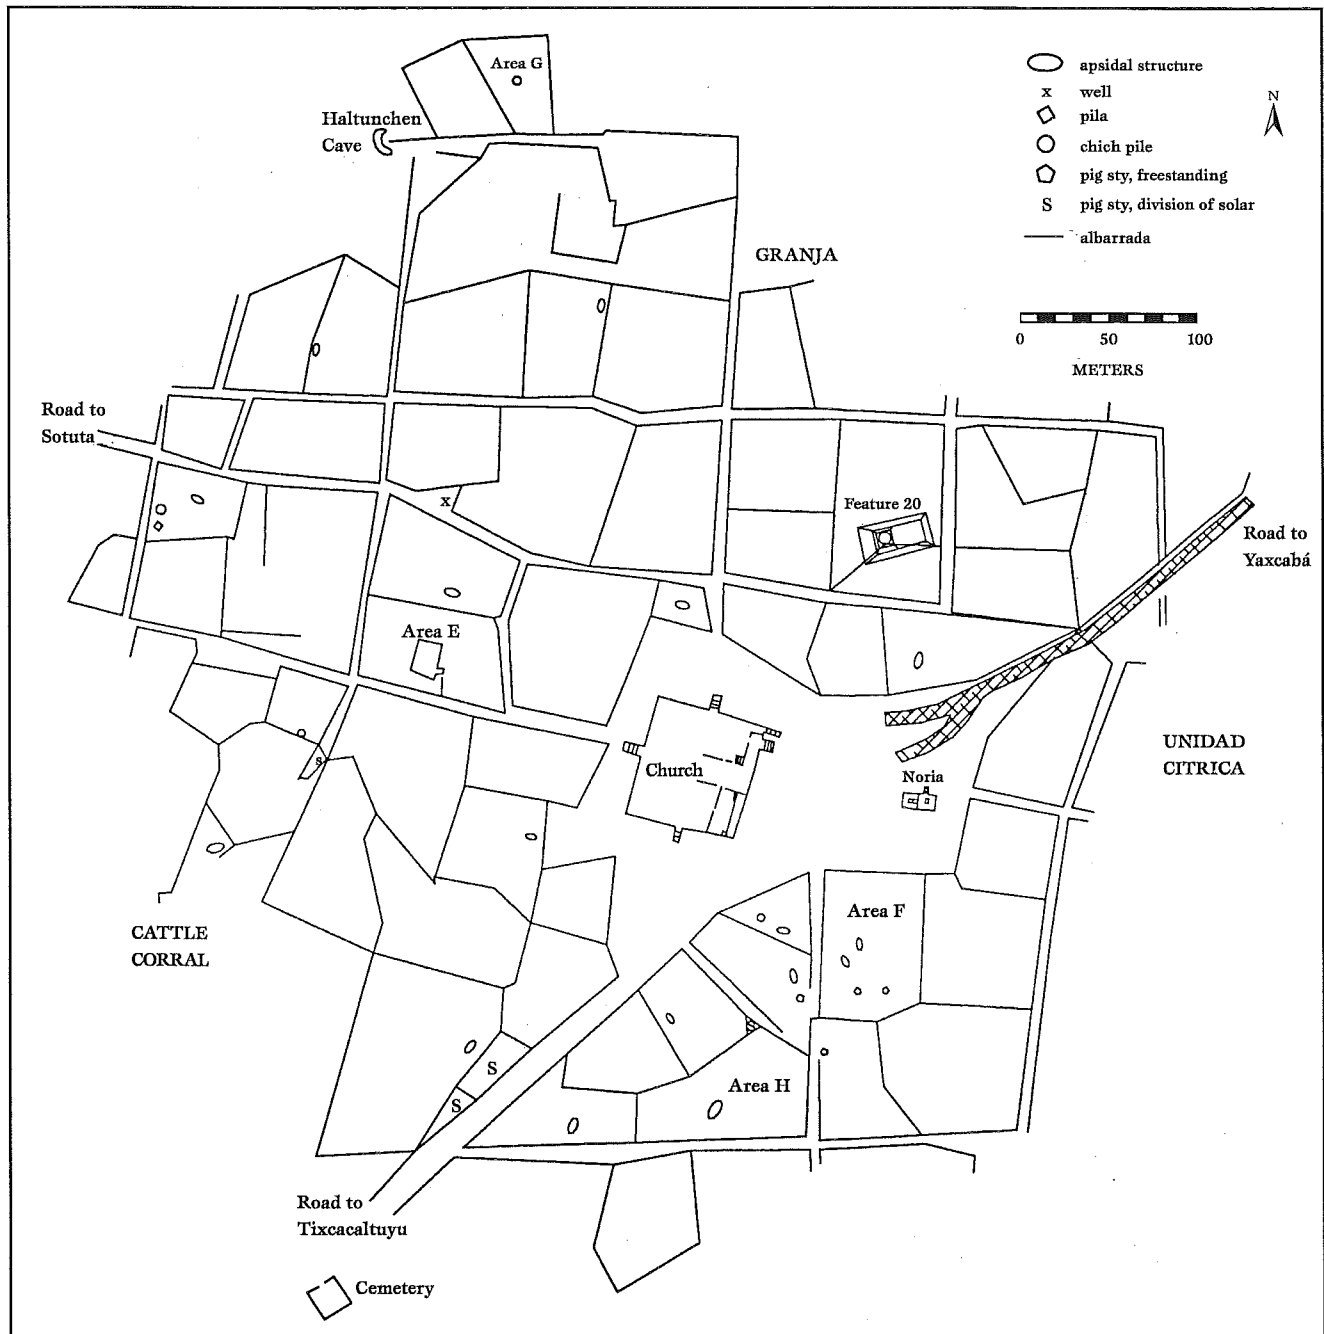 Area G
Haltunchen
Cave
apsidal structure
x well
pila
chich pile
pig sty, freestanding
S pig sty, division of solar
albarrada
N
0 50 100
METERS
GRANJA
Road to
Sotuta
x
Feature 20
Road to
Yaxcabá
Area E
UNIDAD
CITRICA
s
Church
Noria
CATTLE
CORRAL
Area F
S
S
Area H
Road to
Tixcacaltuyu
Cemetery